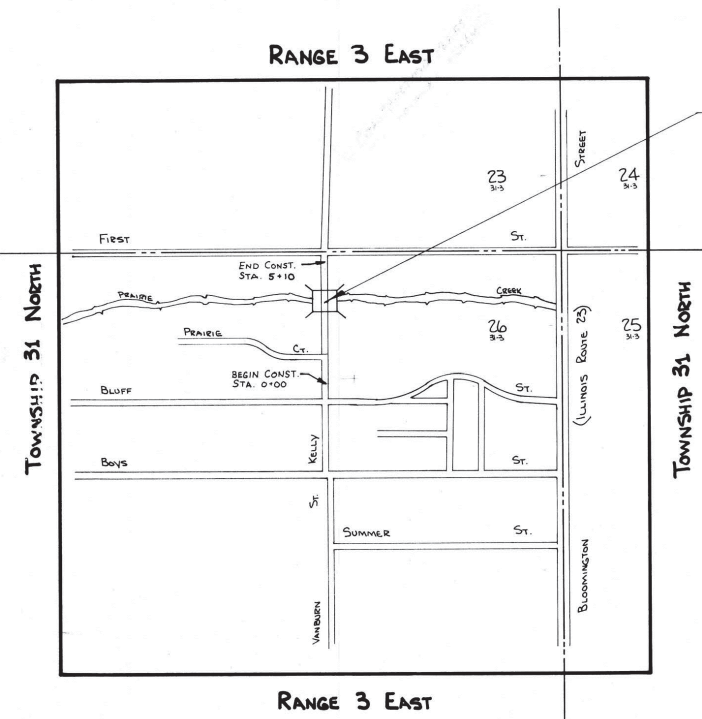 RANGE 3 EAST
STREET
23
31-3
24
31-3
FIRST
ST.
END CONST.
STA. 5+10
PRAIRIE
CREEK
TOWNSHIP 31 NORTH
TOWNSHIP 31 NORTH
26
31-3
25
31-3
(ILLINOIS ROUTE 23)
PRAIRIE
CT.
BEGIN CONST.
STA. 0+00
BLUFF
ST.
BOYS
KELLY
ST.
ST.
SUMMER
ST.
BLOOMINGTON
VANBURN
RANGE 3 EAST